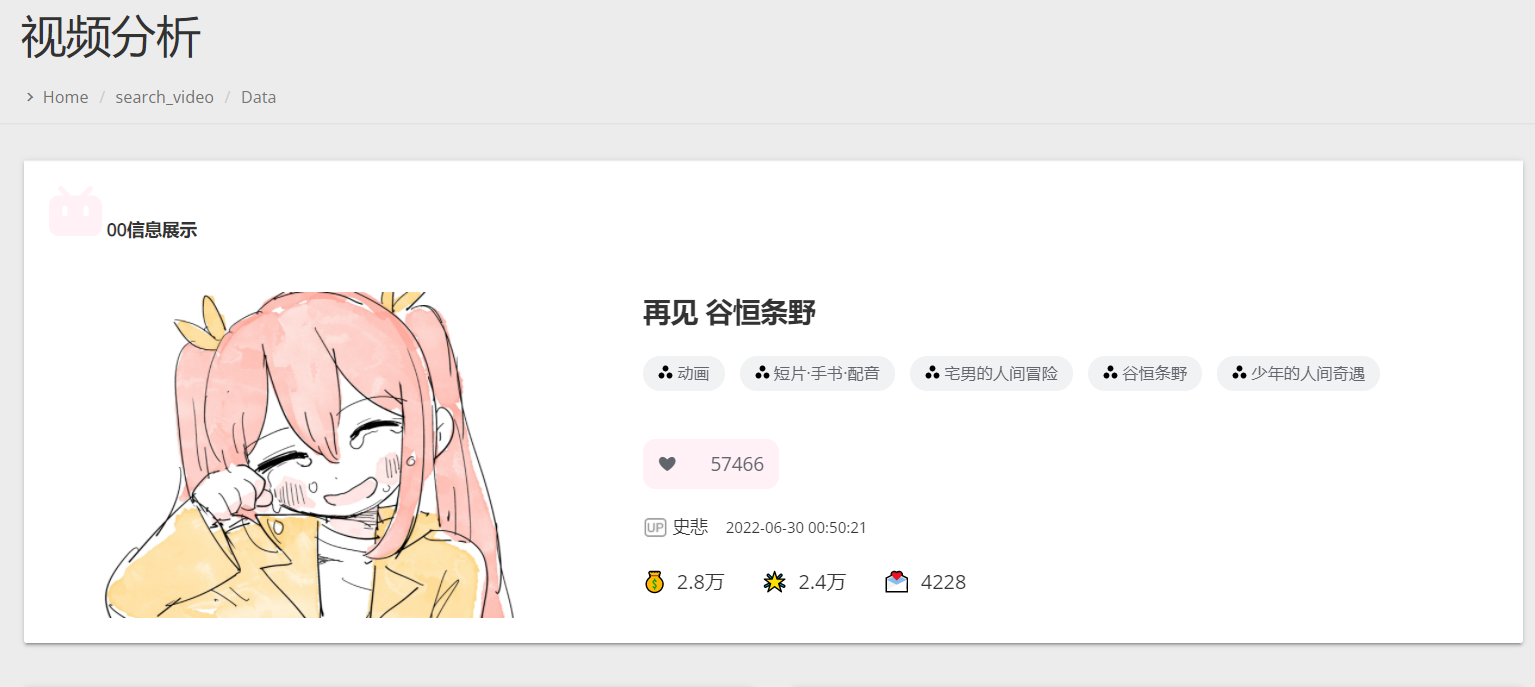 视频分析
Home / search_video / Data
00信息展示
再见 谷恒条野
动画 短片·手书·配音 宅男的人间冒险 谷恒条野 少年的人间奇遇
57466
UP 史悲 2022-06-30 00:50:21
2.8万 2.4万 4228